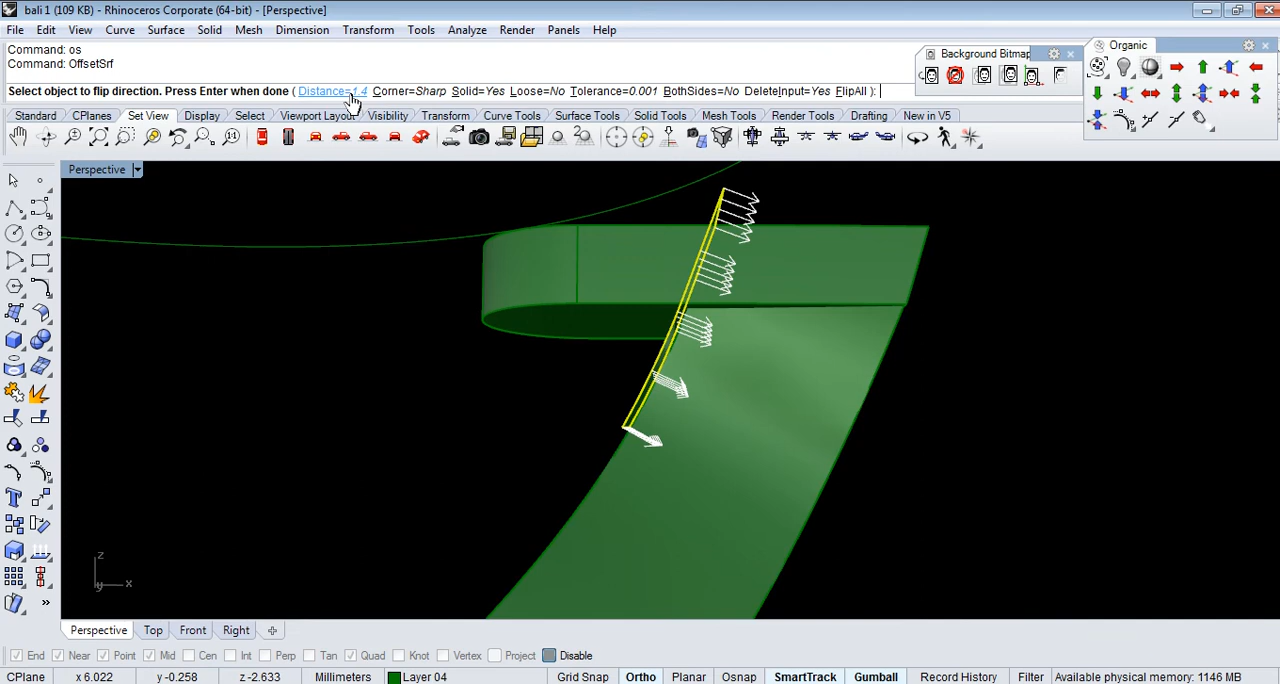 bali 1 (109 KB) - Rhinoceros Corporate (64-bit) - [Perspective]
File Edit View Curve Surface Solid Mesh Dimension Transform Tools Analyze Render Panels Help
Command: os
Command: OffsetSrf
Select object to flip direction. Press Enter when done ( Distance=1.4 Corner=Sharp Solid=Yes Loose=No Tolerance=0.001 BothSides=No DeleteInput=Yes FlipAll ):
Background Bitmap
Organic
Standard CPlanes Set View Display Select Viewport Layout Visibility Transform Curve Tools Surface Tools Solid Tools Mesh Tools Render Tools Drafting New in V5
Perspective
z
x
y
Perspective Top Front Right
End Near Point Mid Cen Int Perp Tan Quad Knot Vertex Project Disable
CPlane x 6.022 y -0.258 z -2.633 Millimeters Layer 04 Grid Snap Ortho Planar Osnap SmartTrack Gumball Record History Filter Available physical memory: 1146 MB